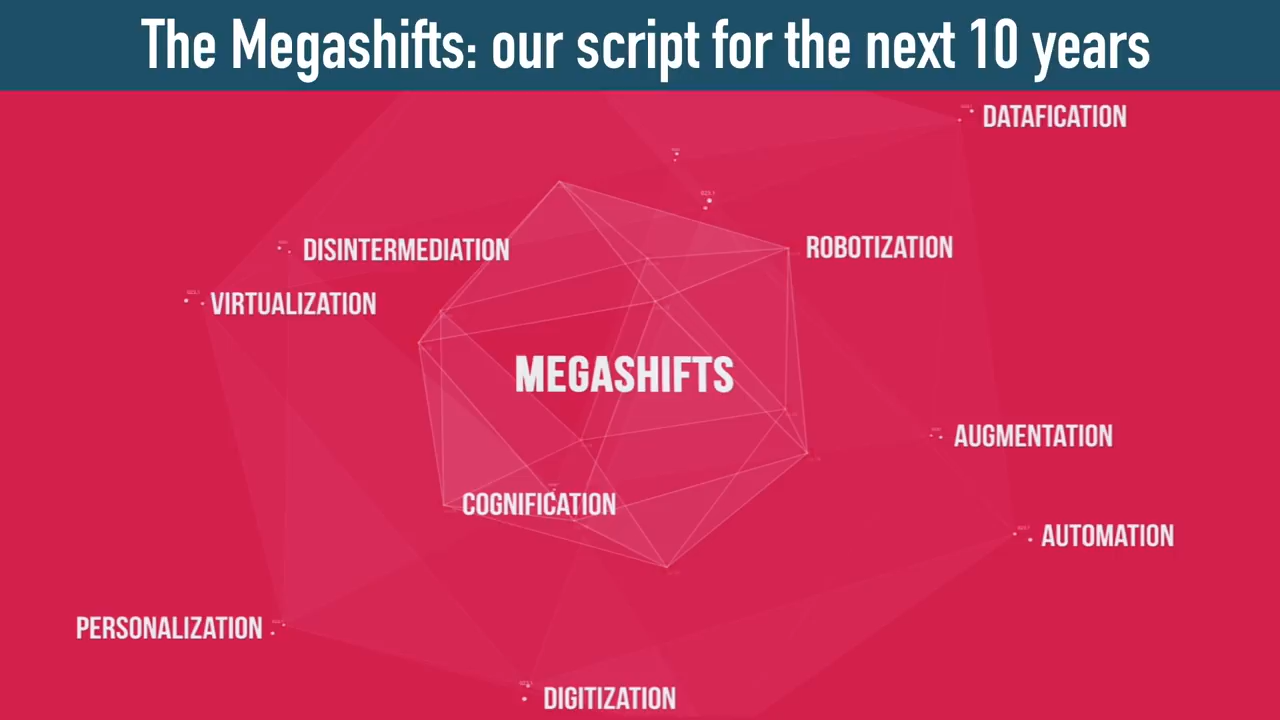 The Megashifts: our script for the next 10 years
DATAFICATION
DISINTERMEDIATION
ROBOTIZATION
VIRTUALIZATION
MEGASHIFTS
AUGMENTATION
COGNIFICATION
AUTOMATION
PERSONALIZATION
DIGITIZATION